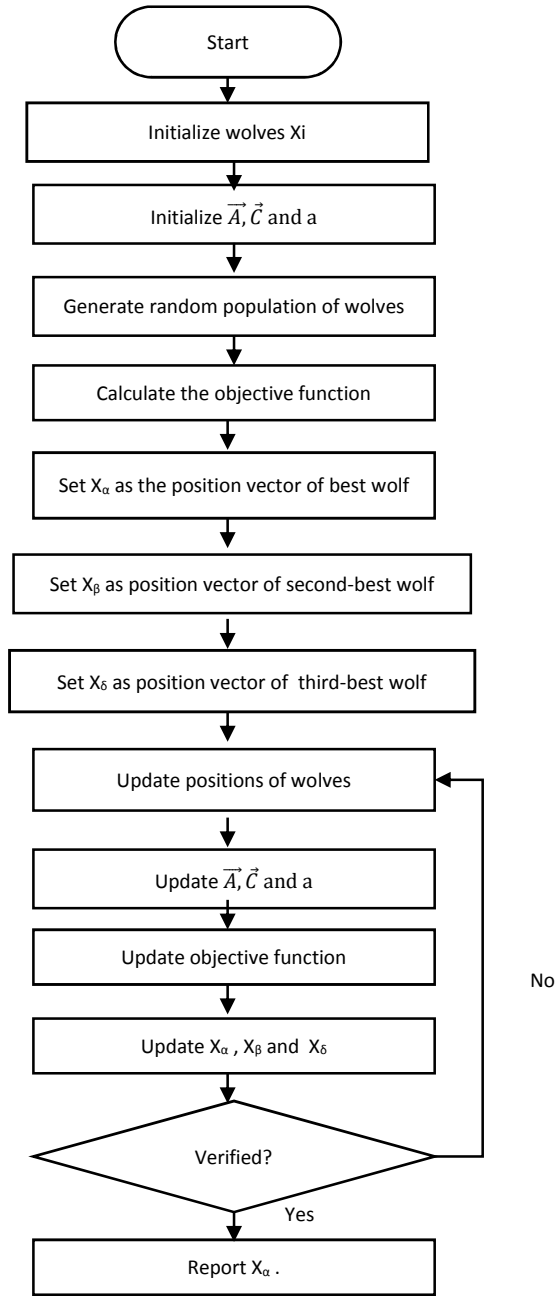 Start
Initialize wolves Xi
Initialize A⃗, C⃗ and a
Generate random population of wolves
Calculate the objective function
Set Xα as the position vector of best wolf
Set Xβ as position vector of second-best wolf
Set Xδ as position vector of third-best wolf
Update positions of wolves
Update A⃗, C⃗ and a
Update objective function
No
Update Xα , Xβ and Xδ
Verified?
Yes
Report Xα .